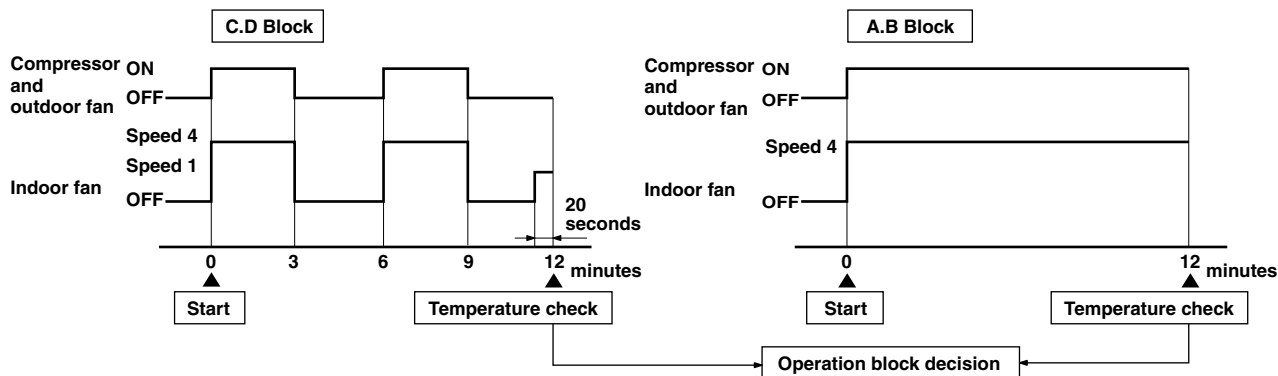 C.D Block
Compressor
and
outdoor fan
ON
OFF
Speed 4
Speed 1
Indoor fan
OFF
20
seconds
0
3
6
9
12
minutes
Start
Temperature check
A.B Block
Compressor
and
outdoor fan
ON
OFF
Speed 4
Indoor fan
OFF
0
12
minutes
Start
Temperature check
Operation block decision